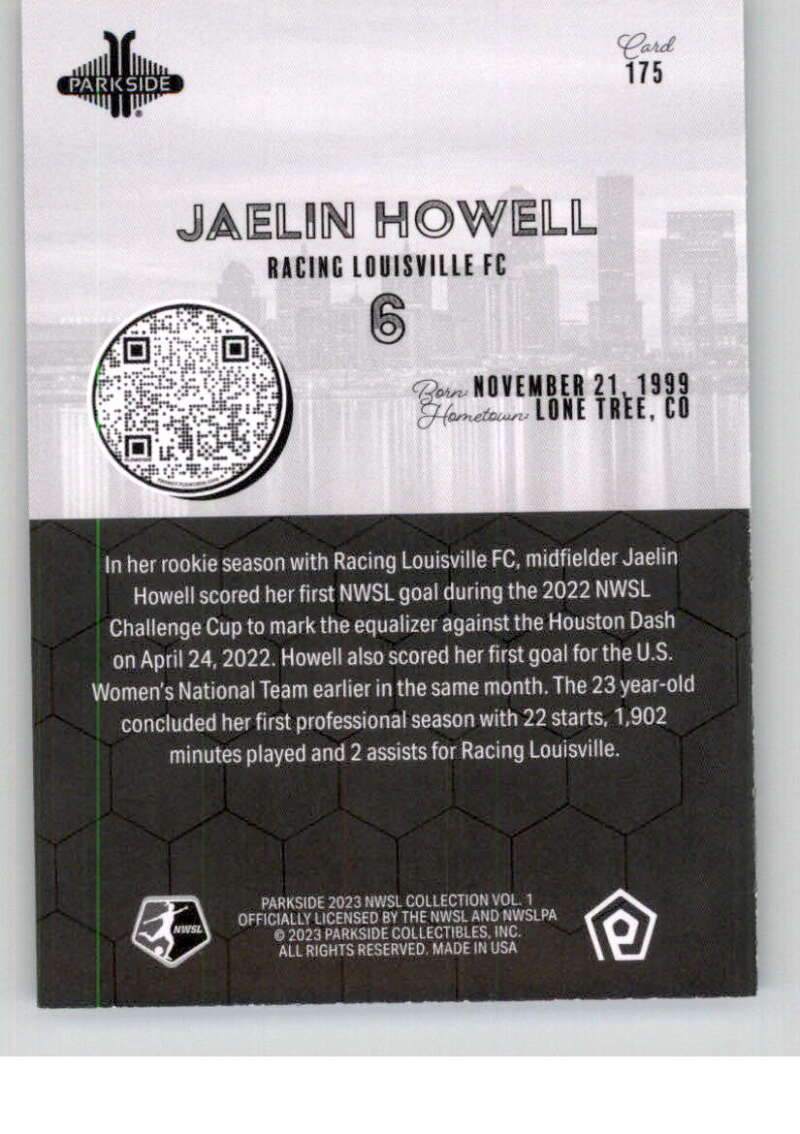 PARKSIDE
Card
175
JAELIN HOWELL
RACING LOUISVILLE FC
6
Born: NOVEMBER 21, 1999
Hometown: LONE TREE, CO
In her rookie season with Racing Louisville FC, midfielder Jaelin
Howell scored her first NWSL goal during the 2022 NWSL
Challenge Cup to mark the equalizer against the Houston Dash
on April 24, 2022. Howell also scored her first goal for the U.S.
Women's National Team earlier in the same month. The 23 year-old
concluded her first professional season with 22 starts, 1,902
minutes played and 2 assists for Racing Louisville.
NWSL
PARKSIDE 2023 NWSL COLLECTION VOL. 1
OFFICIALLY LICENSED BY THE NWSL AND NWSLPA
© 2023 PARKSIDE COLLECTIBLES, INC.
ALL RIGHTS RESERVED. MADE IN USA